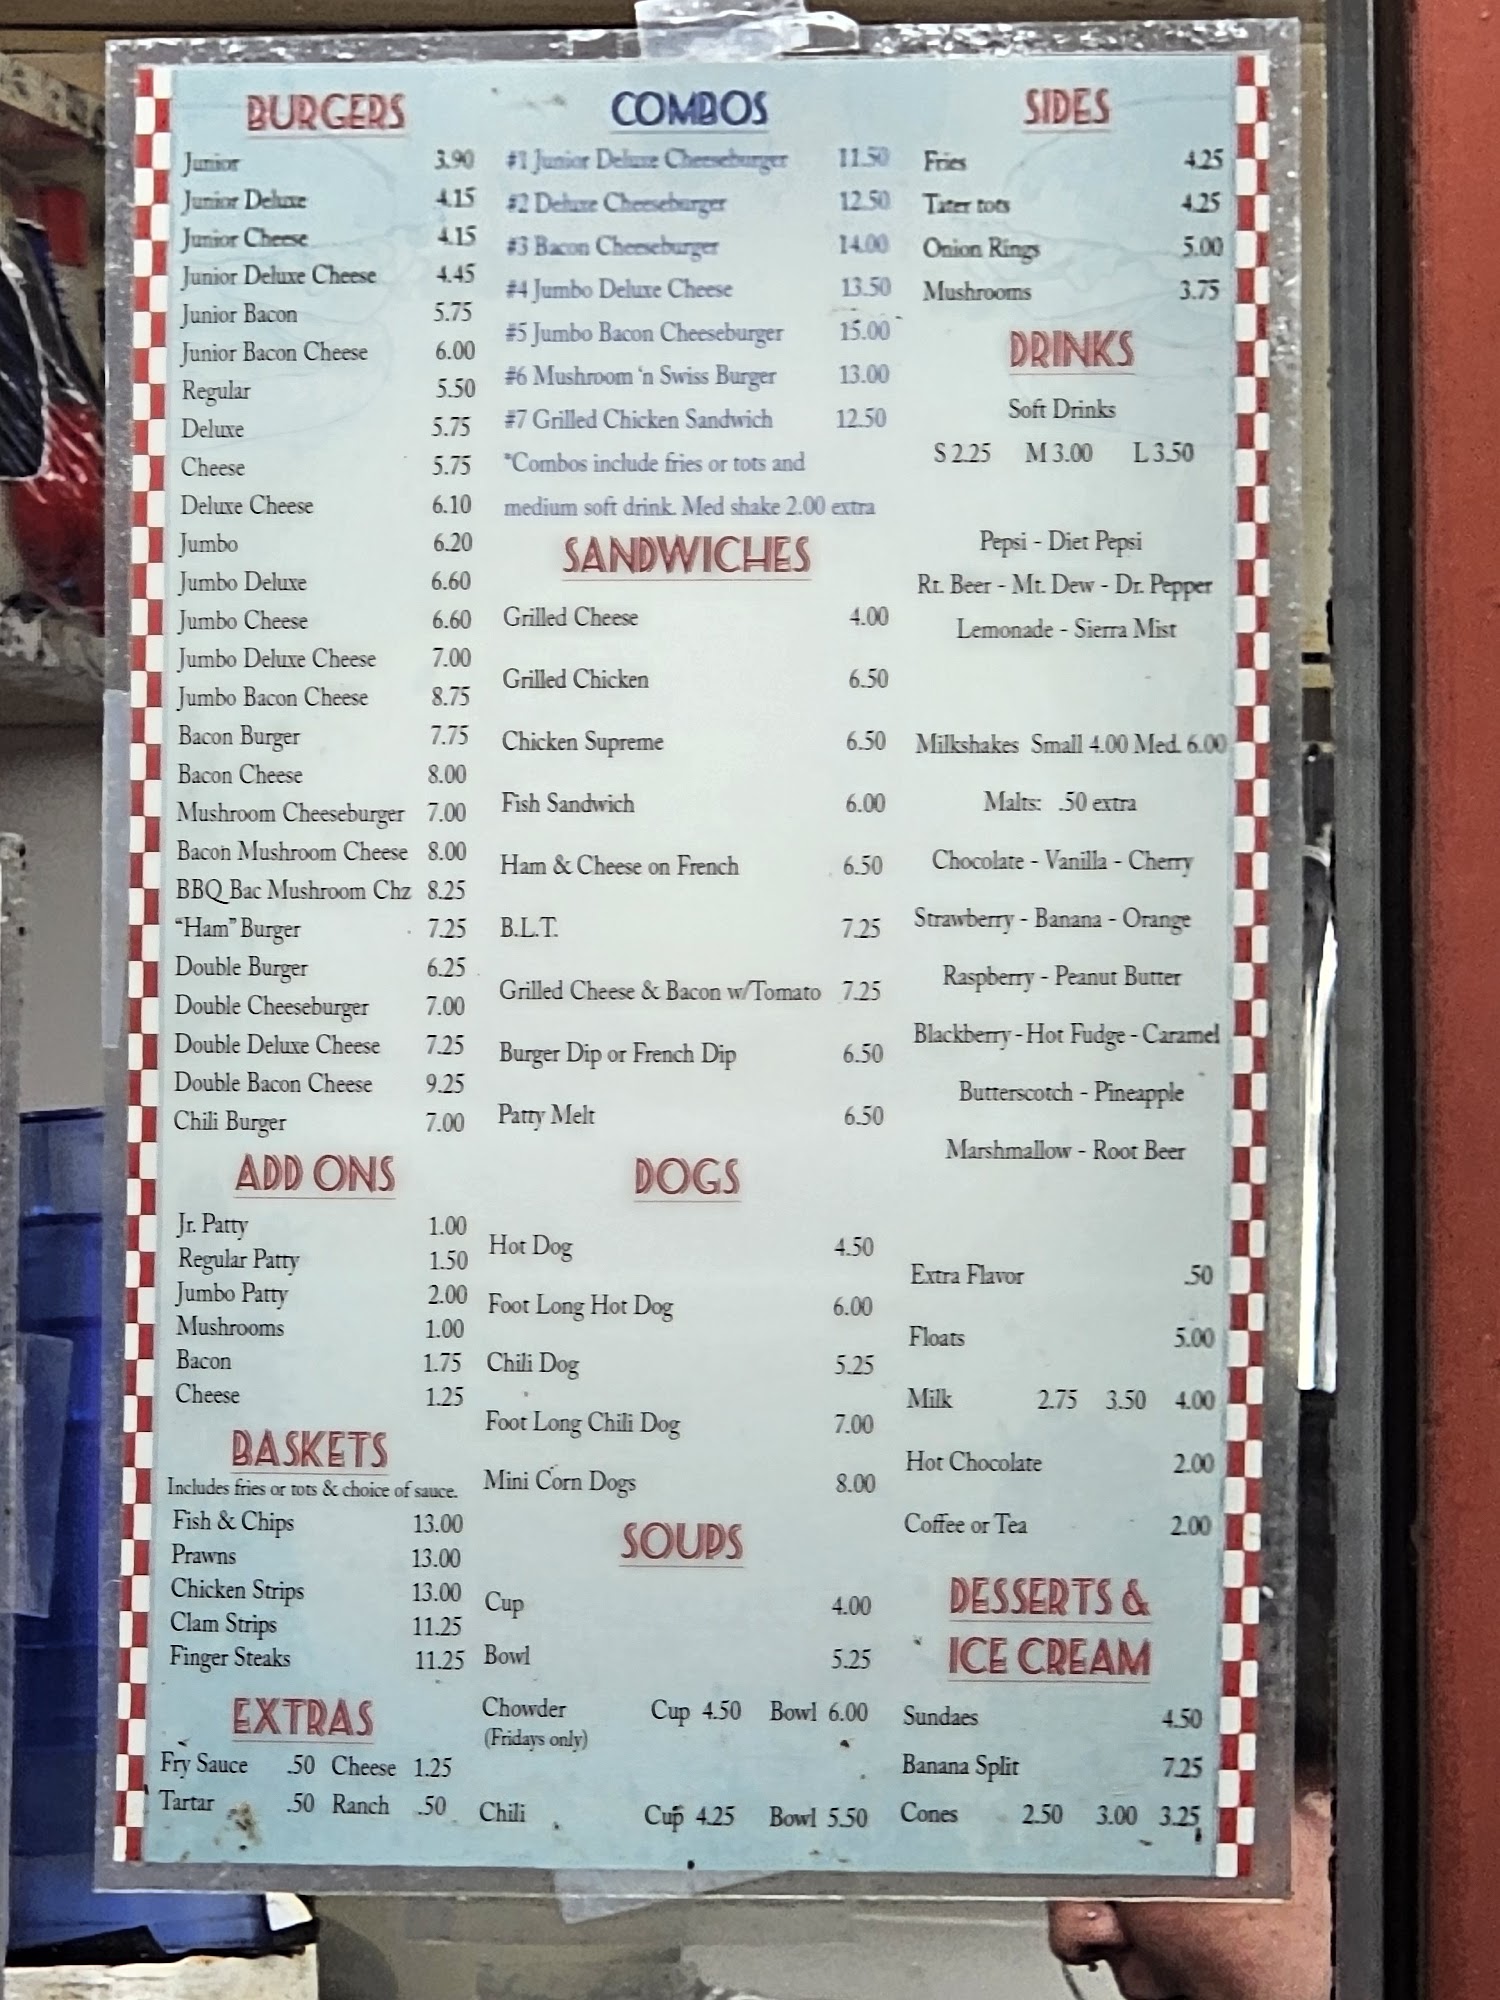 BURGERS
Junior 3.90
Junior Deluxe 4.15
Junior Cheese 4.15
Junior Deluxe Cheese 4.45
Junior Bacon 5.75
Junior Bacon Cheese 6.00
Regular 5.50
Deluxe 5.75
Cheese 5.75
Deluxe Cheese 6.10
Jumbo 6.20
Jumbo Deluxe 6.60
Jumbo Cheese 6.60
Jumbo Deluxe Cheese 7.00
Jumbo Bacon Cheese 8.75
Bacon Burger 7.75
Bacon Cheese 8.00
Mushroom Cheeseburger 7.00
Bacon Mushroom Cheese 8.00
BBQ Bac Mushroom Chz 8.25
“Ham” Burger 7.25
Double Burger 6.25
Double Cheeseburger 7.00
Double Deluxe Cheese 7.25
Double Bacon Cheese 9.25
Chili Burger 7.00
ADD ONS
Jr. Patty 1.00
Regular Patty 1.50
Jumbo Patty 2.00
Mushrooms 1.00
Bacon 1.75
Cheese 1.25
BASKETS
Includes fries or tots & choice of sauce.
Fish & Chips 13.00
Prawns 13.00
Chicken Strips 13.00
Clam Strips 11.25
Finger Steaks 11.25
EXTRAS
Fry Sauce .50 Cheese 1.25
Tartar .50 Ranch .50
COMBOS
#1 Junior Deluxe Cheeseburger 11.50
#2 Deluxe Cheeseburger 12.50
#3 Bacon Cheeseburger 14.00
#4 Jumbo Deluxe Cheese 13.50
#5 Jumbo Bacon Cheeseburger 15.00
#6 Mushroom ‘n Swiss Burger 13.00
#7 Grilled Chicken Sandwich 12.50
*Combos include fries or tots and
medium soft drink. Med shake 2.00 extra
SANDWICHES
Grilled Cheese 4.00
Grilled Chicken 6.50
Chicken Supreme 6.50
Fish Sandwich 6.00
Ham & Cheese on French 6.50
B.L.T. 7.25
Grilled Cheese & Bacon w/Tomato 7.25
Burger Dip or French Dip 6.50
Patty Melt 6.50
DOGS
Hot Dog 4.50
Foot Long Hot Dog 6.00
Chili Dog 5.25
Foot Long Chili Dog 7.00
Mini Corn Dogs 8.00
SOUPS
Cup 4.00
Bowl 5.25
Chowder Cup 4.50 Bowl 6.00
(Fridays only)
Chili Cup 4.25 Bowl 5.50
SIDES
Fries 4.25
Tater tots 4.25
Onion Rings 5.00
Mushrooms 3.75
DRINKS
Soft Drinks
S 2.25 M 3.00 L 3.50
Pepsi - Diet Pepsi
Rt. Beer - Mt. Dew - Dr. Pepper
Lemonade - Sierra Mist
Milkshakes Small 4.00 Med. 6.00
Malts: .50 extra
Chocolate - Vanilla - Cherry
Strawberry - Banana - Orange
Raspberry - Peanut Butter
Blackberry - Hot Fudge - Caramel
Butterscotch - Pineapple
Marshmallow - Root Beer
Extra Flavor .50
Floats 5.00
Milk 2.75 3.50 4.00
Hot Chocolate 2.00
Coffee or Tea 2.00
DESSERTS &
ICE CREAM
Sundaes 4.50
Banana Split 7.25
Cones 2.50 3.00 3.25